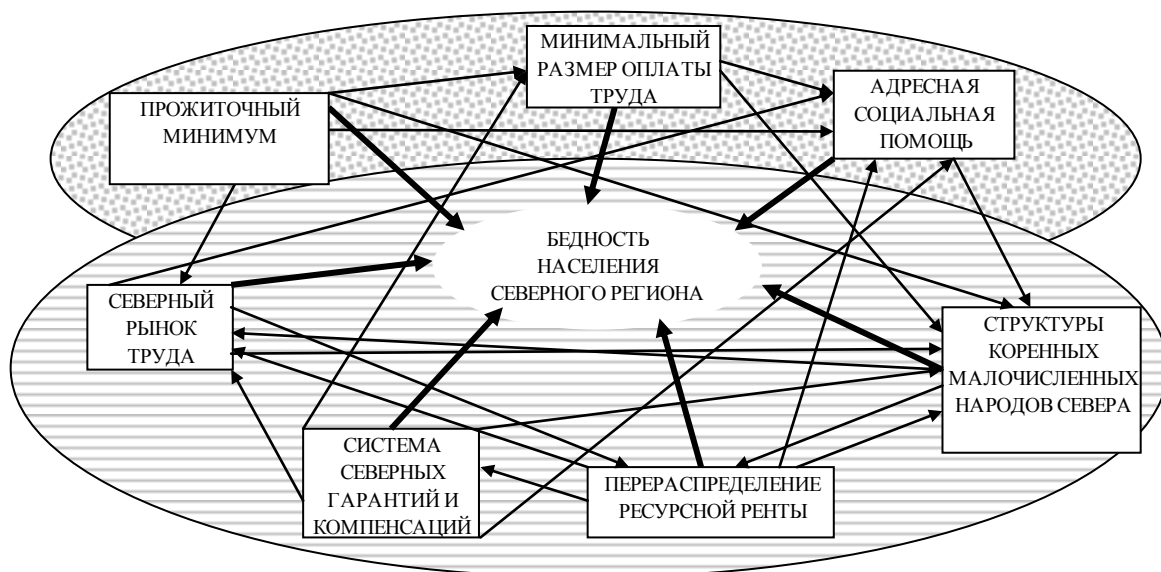 МИНИМАЛЬНЫЙ
РАЗМЕР ОПЛАТЫ
ТРУДА
АДРЕСНАЯ
СОЦИАЛЬНАЯ
ПОМОЩЬ
ПРОЖИТОЧНЫЙ
МИНИМУМ
БЕДНОСТЬ
НАСЕЛЕНИЯ
СЕВЕРНОГО РЕГИОНА
СЕВЕРНЫЙ
РЫНОК
ТРУДА
СТРУКТУРЫ
КОРЕННЫХ
МАЛОЧИСЛЕННЫХ
НАРОДОВ СЕВЕРА
СИСТЕМА
СЕВЕРНЫХ
ГАРАНТИЙ И
КОМПЕНСАЦИЙ
ПЕРЕРАСПРЕДЕЛЕНИЕ
РЕСУРСНОЙ РЕНТЫ